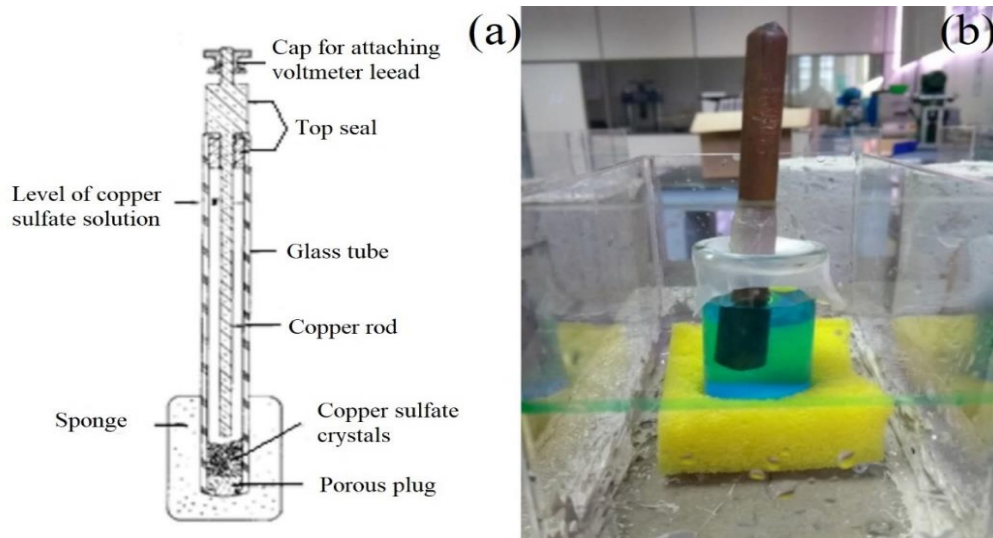 (a)
Cap for attaching
voltmeter leead
Top seal
Level of copper
sulfate solution
Glass tube
Copper rod
Sponge
Copper sulfate
crystals
Porous plug
(b)